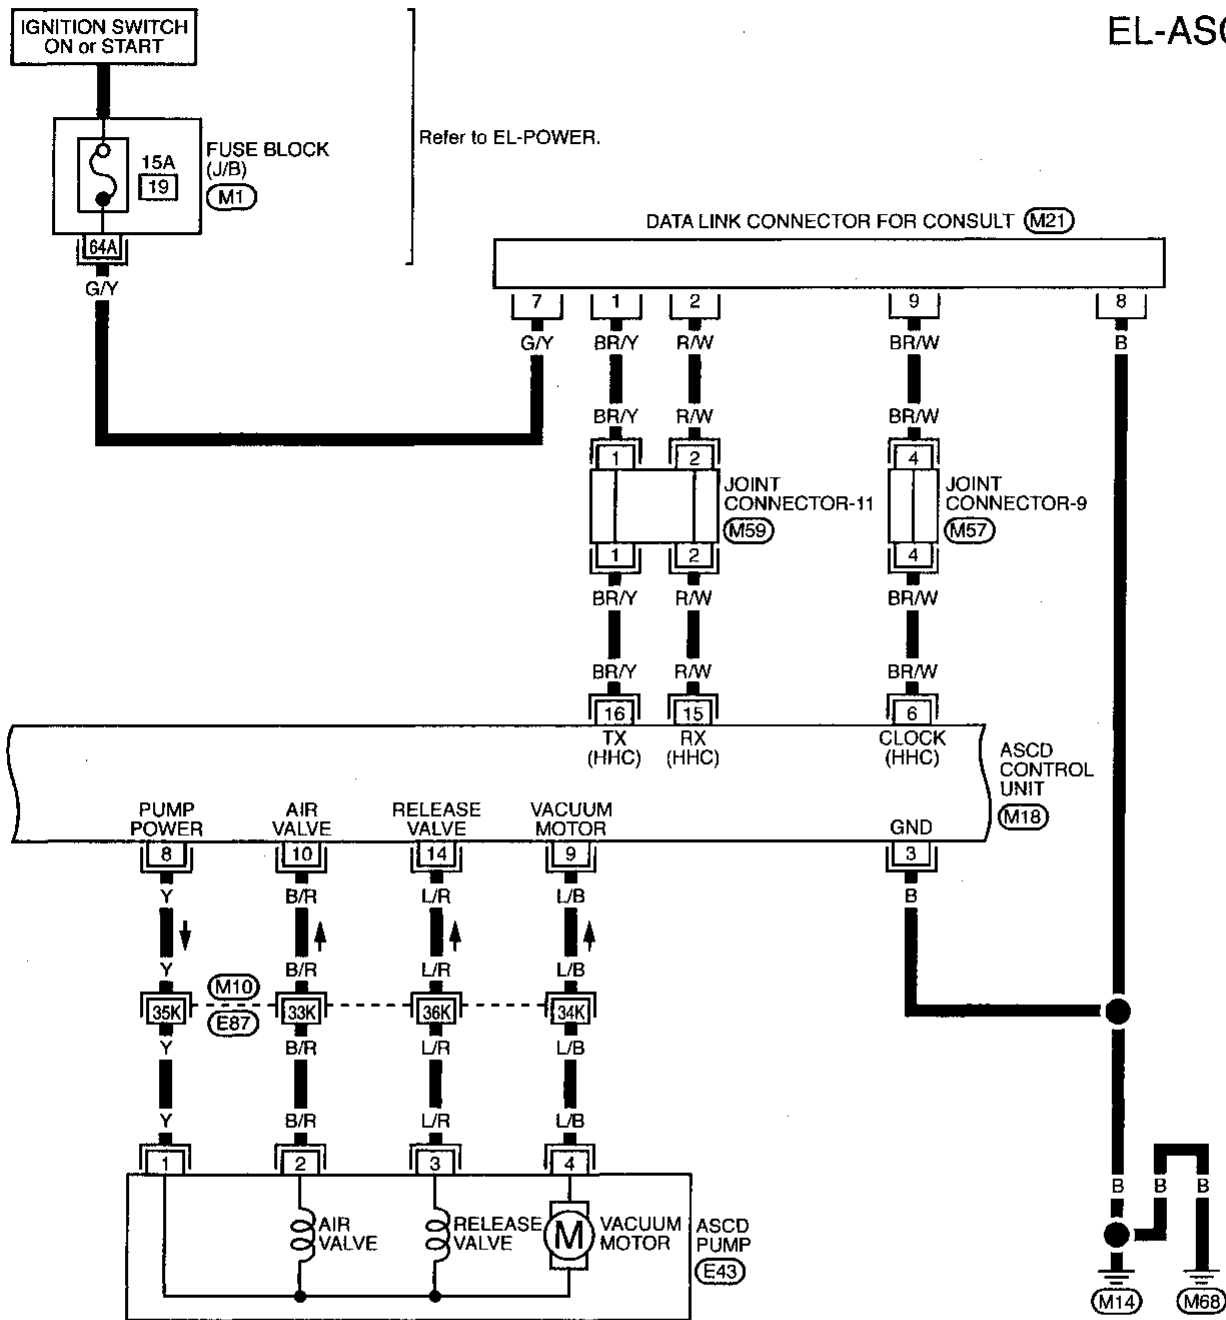 EL-ASC
IGNITION SWITCH
ON or START
Refer to EL-POWER.
15A
19
FUSE BLOCK
(J/B)
M1
64A
G/Y
DATA LINK CONNECTOR FOR CONSULT M21
7 1 2 9 8
G/Y BR/Y R/W BR/W B
BR/Y R/W BR/W
1 2 4
JOINT
CONNECTOR-11
M59
JOINT
CONNECTOR-9
M57
1 2 4
BR/Y R/W BR/W
BR/Y R/W BR/W
16 15 6
TX
(HHC)
RX
(HHC)
CLOCK
(HHC)
ASCD
CONTROL
UNIT
M18
PUMP
POWER
AIR
VALVE
RELEASE
VALVE
VACUUM
MOTOR
GND
8 10 14 9 3
Y B/R L/R L/B B
Y B/R L/R L/B
M10
E87
35K 33K 36K 34K
Y B/R L/R L/B
Y B/R L/R L/B
1 2 3 4
AIR
VALVE
RELEASE
VALVE
M
VACUUM
MOTOR
ASCD
PUMP
E43
B B B
M14 M68